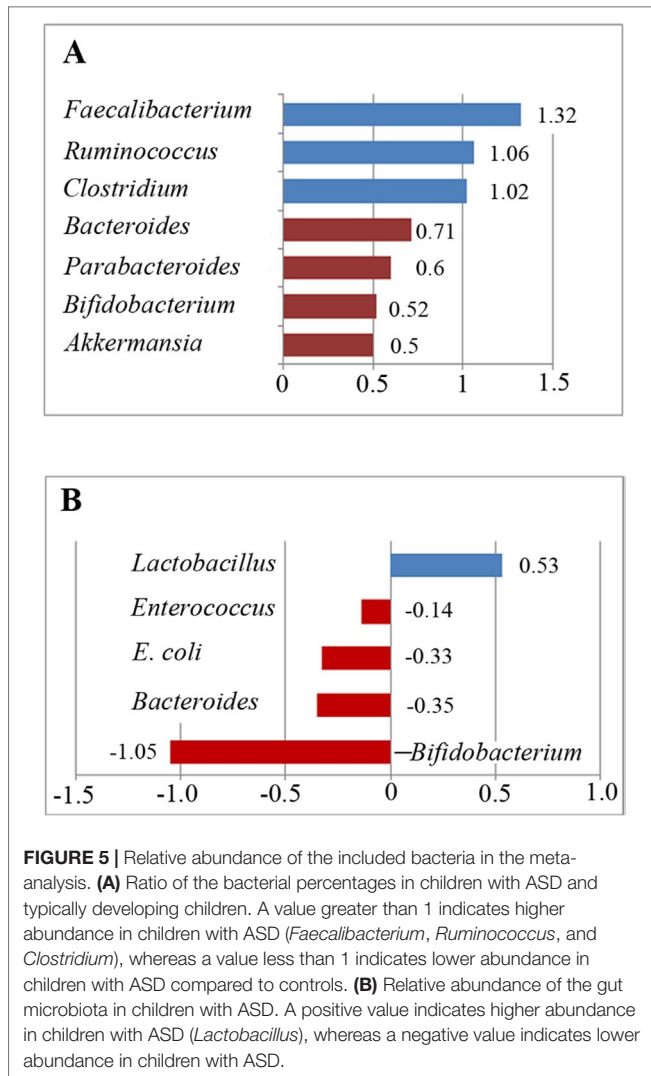 A
Faecalibacterium 1.32
Ruminococcus 1.06
Clostridium 1.02
Bacteroides 0.71
Parabacteroides 0.6
Bifidobacterium 0.52
Akkermansia 0.5
0 0.5 1 1.5
B
Lactobacillus 0.53
Enterococcus -0.14
E. coli -0.33
Bacteroides -0.35
-1.05 –Bifidobacterium
-1.5 -1.0 -0.5 0 0.5 1.0
FIGURE 5 | Relative abundance of the included bacteria in the meta-
analysis. (A) Ratio of the bacterial percentages in children with ASD and
typically developing children. A value greater than 1 indicates higher
abundance in children with ASD (Faecalibacterium, Ruminococcus, and
Clostridium), whereas a value less than 1 indicates lower abundance in
children with ASD compared to controls. (B) Relative abundance of the gut
microbiota in children with ASD. A positive value indicates higher abundance
in children with ASD (Lactobacillus), whereas a negative value indicates lower
abundance in children with ASD.